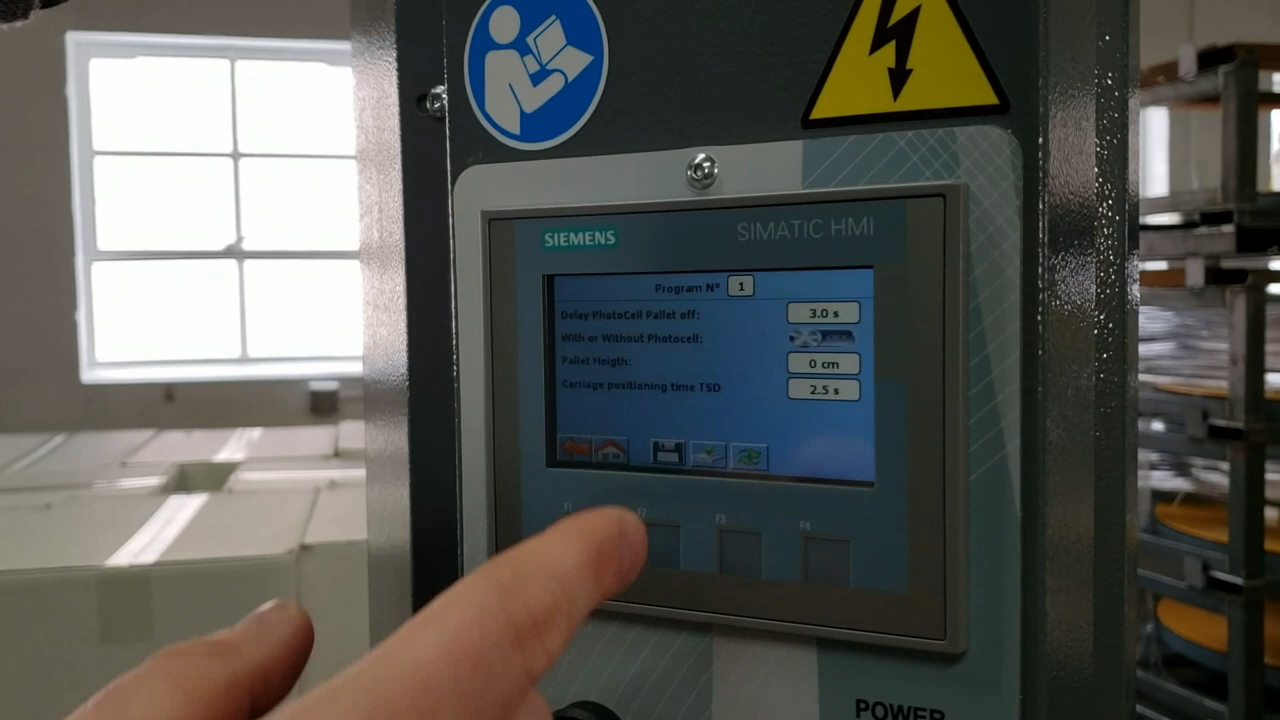 SIEMENS
SIMATIC HMI
Program N° 1
Delay PhotoCell Pallet off: 3.0 s
With or Without Photocell: OFF
Pallet Heigth: 0 cm
Carriage positioning time TSD 2.5 s
F1 F2 F3 F4
POWER